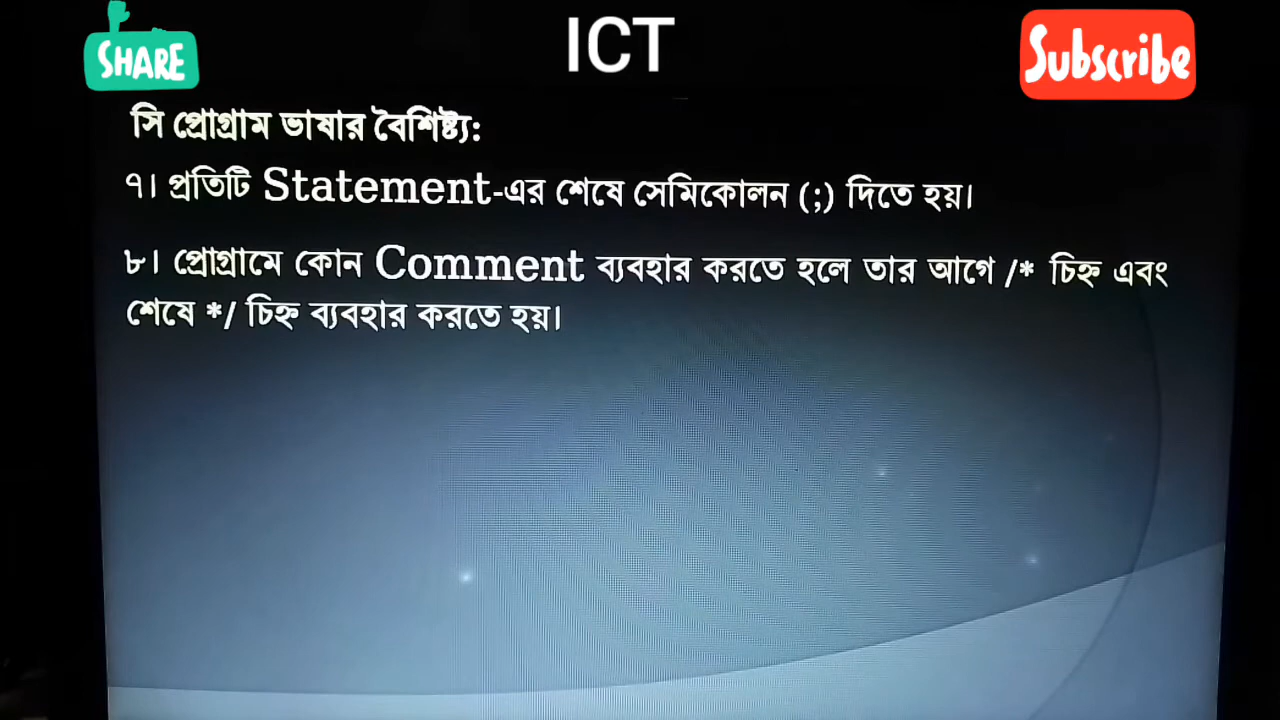 SHARE
ICT
Subscribe
সি প্রোগ্রাম ভাষার বৈশিষ্ট্য:
৭। প্রতিটি Statement-এর শেষে সেমিকোলন (;) দিতে হয়।
৮। প্রোগ্রামে কোন Comment ব্যবহার করতে হলে তার আগে /* চিহ্ন এবং
শেষে */ চিহ্ন ব্যবহার করতে হয়।